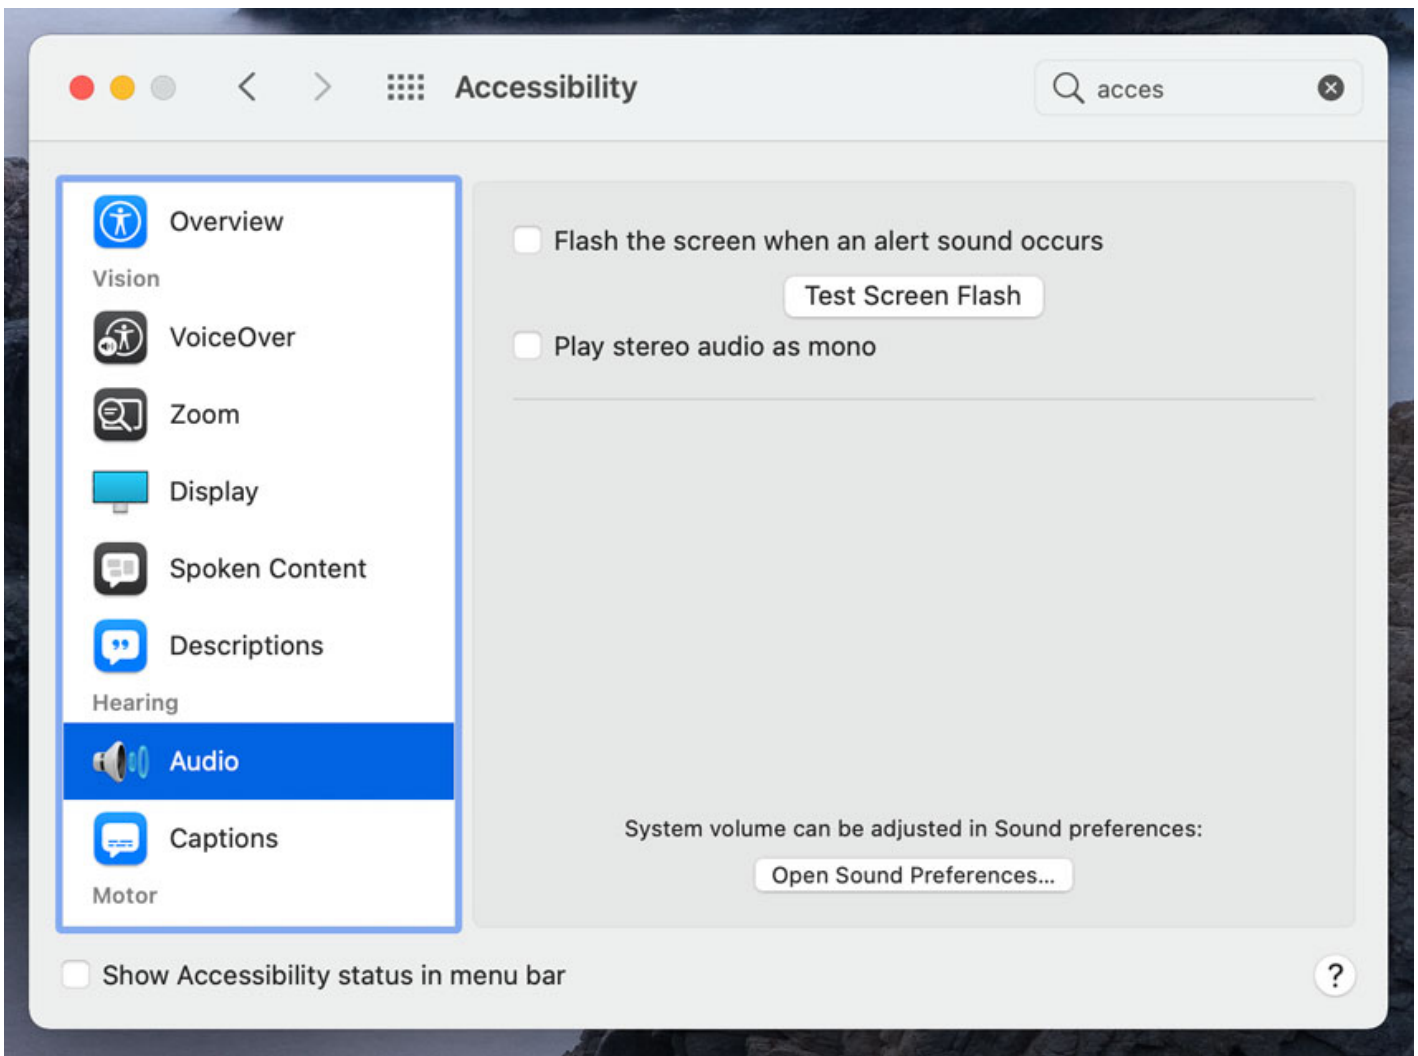 Accessibility
acces
Overview
Vision
VoiceOver
Zoom
Display
Spoken Content
Descriptions
Hearing
Audio
Captions
Motor
Flash the screen when an alert sound occurs
Test Screen Flash
Play stereo audio as mono
System volume can be adjusted in Sound preferences:
Open Sound Preferences...
Show Accessibility status in menu bar
?